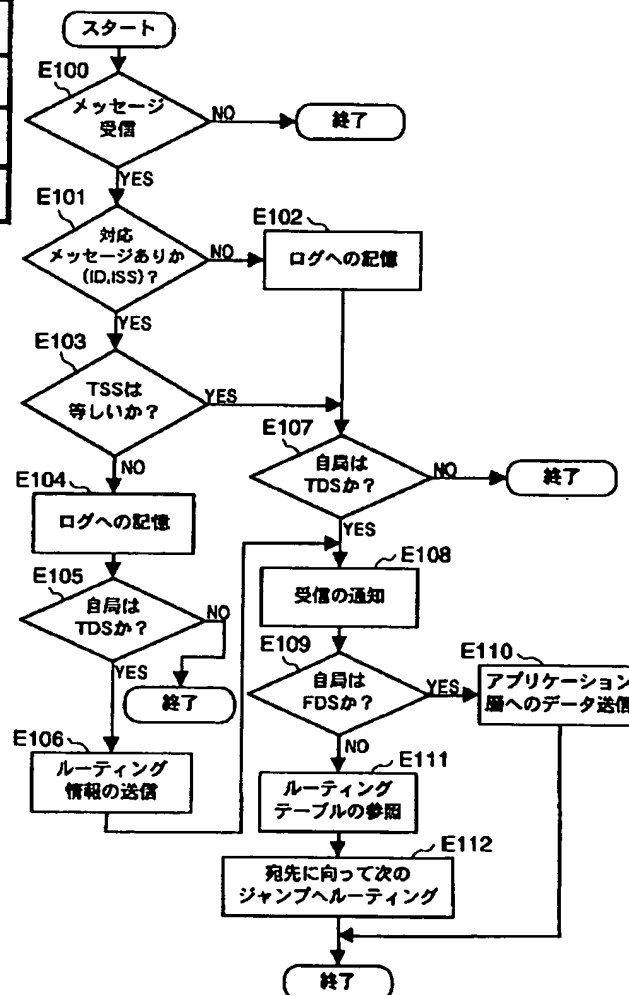 スタート
E100
メッセージ
受信
NO
終了
YES
E101
対応
メッセージありか
(ID,ISS)?
NO
E102
ログへの記憶
YES
E103
TSSは
等しいか?
YES
NO
E104
ログへの記憶
E105
自局は
TDSか?
NO
終了
YES
E106
ルーティング
情報の送信
E107
自局は
TDSか?
NO
終了
YES
E108
受信の通知
E109
自局は
FDSか?
YES
E110
アプリケーション
層へのデータ送信
NO
E111
ルーティング
テーブルの参照
E112
宛先に向って次の
ジャンプへルーティング
終了